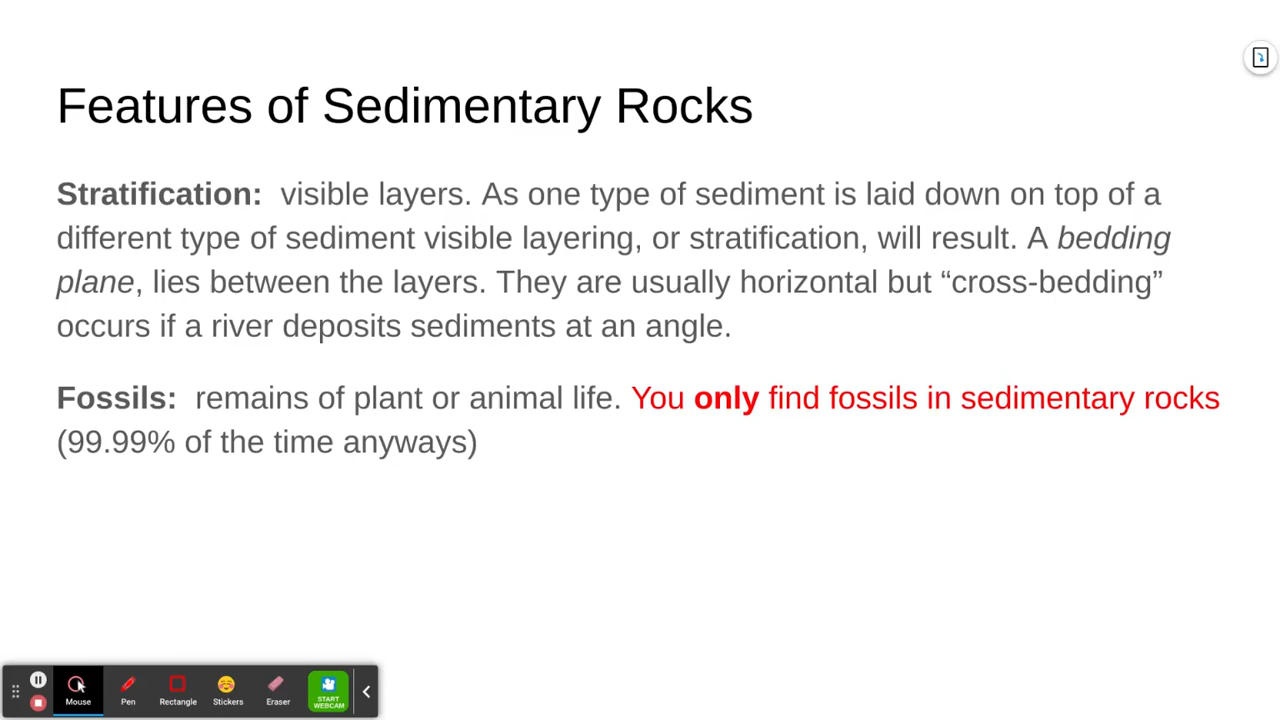 Features of Sedimentary Rocks
Stratification:  visible layers. As one type of sediment is laid down on top of a
different type of sediment visible layering, or stratification, will result. A bedding
plane, lies between the layers. They are usually horizontal but “cross-bedding”
occurs if a river deposits sediments at an angle.
Fossils:  remains of plant or animal life. You only find fossils in sedimentary rocks
(99.99% of the time anyways)
Mouse
Pen
Rectangle
Stickers
Eraser
START
WEBCAM